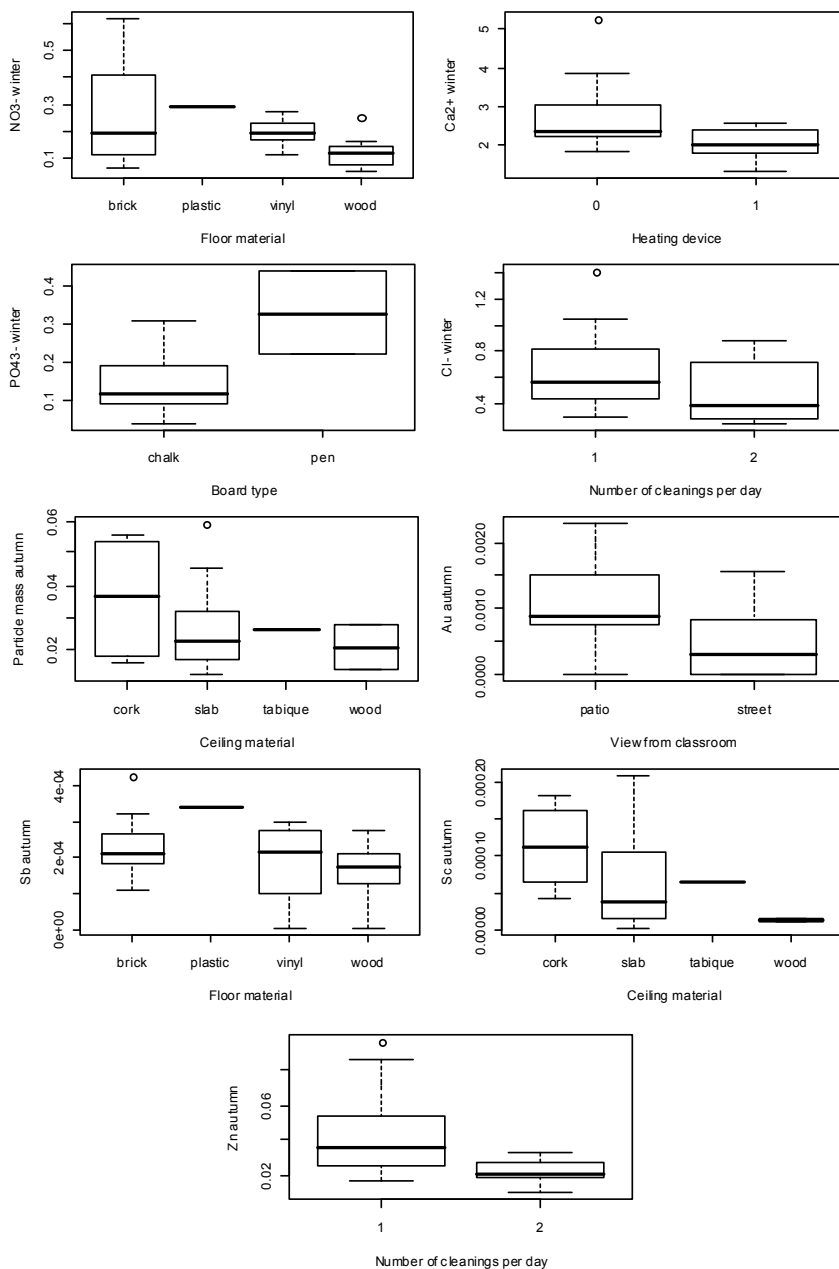 NO3- winter
0.1 0.3 0.5
brick plastic vinyl wood
Floor material
Ca2+ winter
2 3 4 5
0 1
Heating device
PO43- winter
0.1 0.2 0.3 0.4
chalk pen
Board type
Cl- winter
0.4 0.8 1.2
1 2
Number of cleanings per day
Particle mass autumn
0.02 0.04 0.06
cork slab tabique wood
Ceiling material
Au autumn
0.0000 0.0010 0.0020
patio street
View from classroom
Sb autumn
0e+00 2e-04 4e-04
brick plastic vinyl wood
Floor material
Sc autumn
0.00000 0.00010 0.00020
cork slab tabique wood
Ceiling material
Zn autumn
0.02 0.06
1 2
Number of cleanings per day